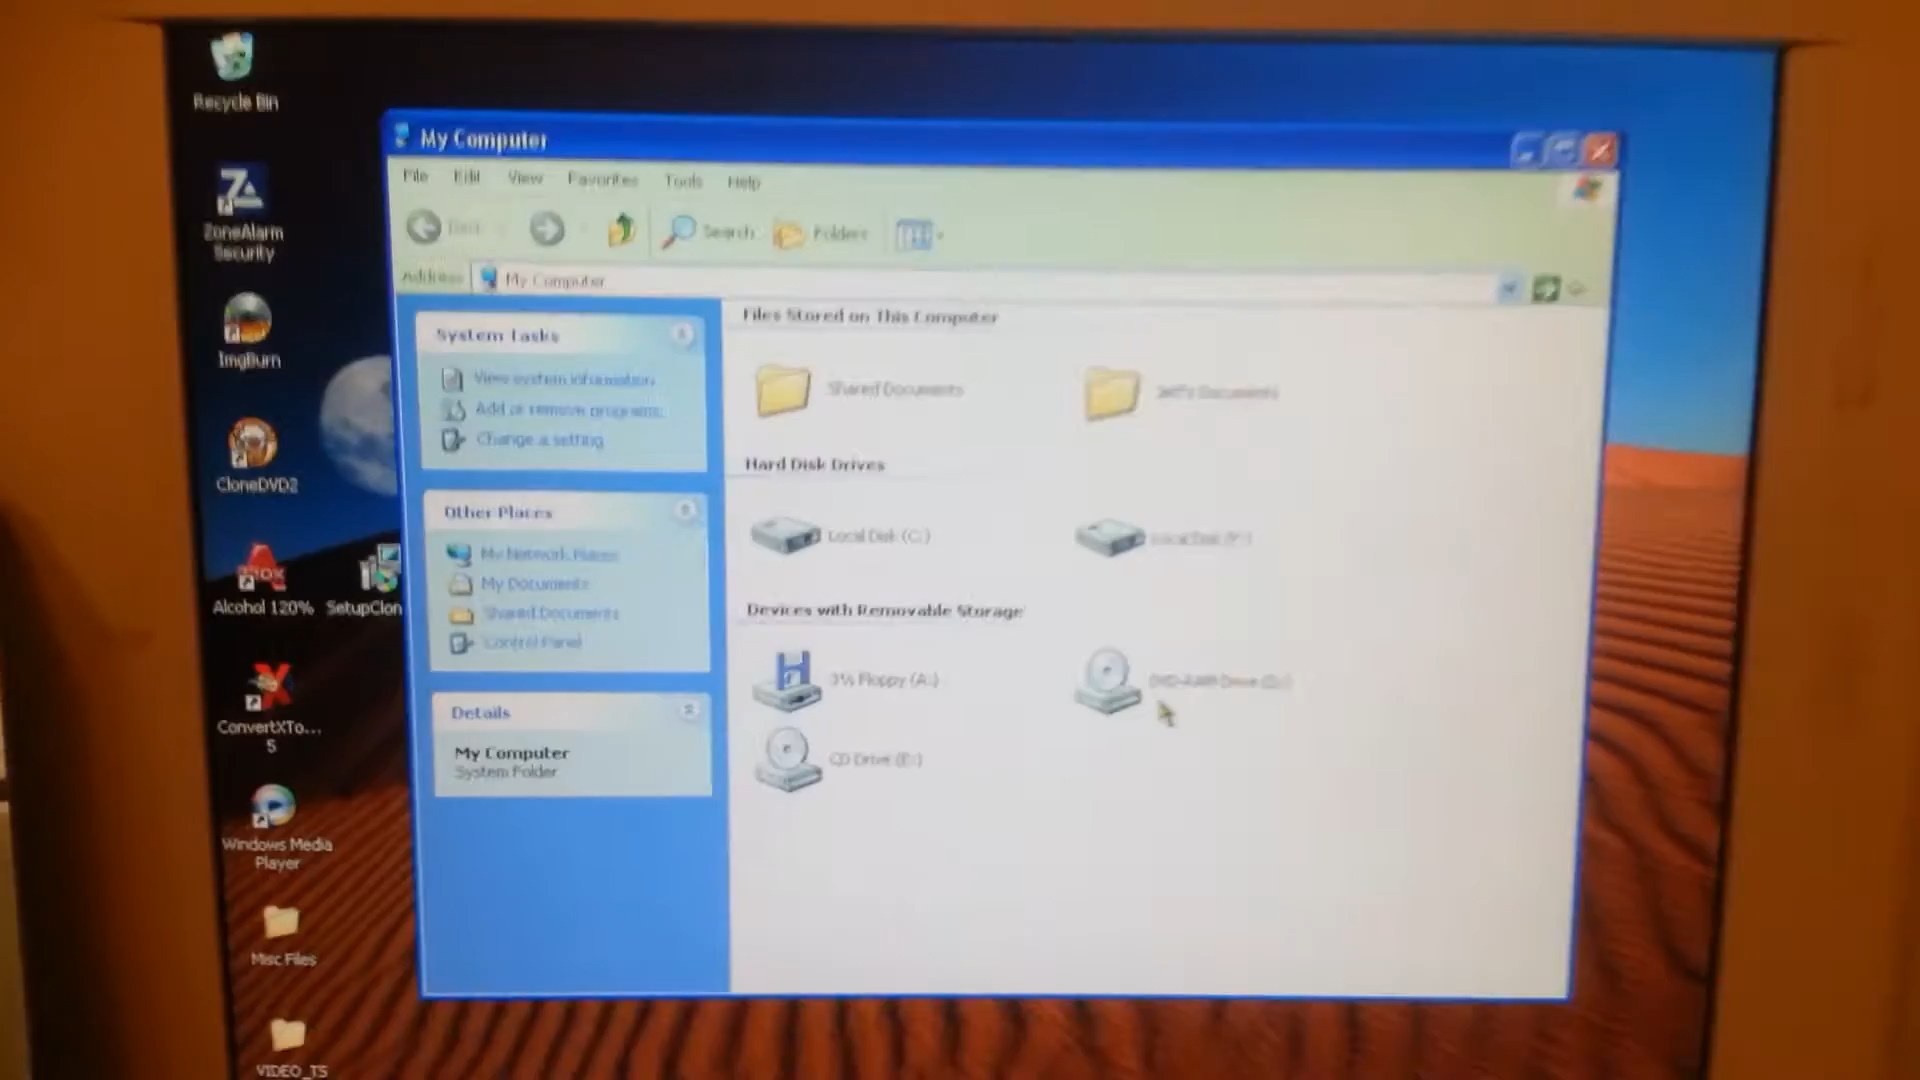 Recycle Bin
ZoneAlarm
Security
ImgBurn
CloneDVD2
Alcohol 120%
SetupClon
ConvertXTo...
5
Windows Media
Player
Misc Files
VIDEO_TS
My Computer
File Edit View Favorites Tools Help
Back Search Folders
Address My Computer
System Tasks
View system information
Add or remove programs
Change a setting
Other Places
My Network Places
My Documents
Shared Documents
Control Panel
Details
My Computer
System Folder
Files Stored on This Computer
Shared Documents Jeff's Documents
Hard Disk Drives
Local Disk (C:) Local Disk
Devices with Removable Storage
3½ Floppy (A:) DVD-RAM Drive (D:)
CD Drive (E:)